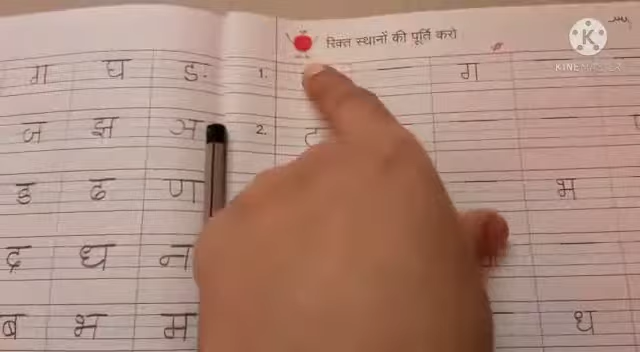 रिक्त स्थानों की पूर्ति करो
KINEMASTER
ग घ ङ 1. ग
ज झ ञ 2. ट
ड ढ ण भ
द ध न
ब भ म ध